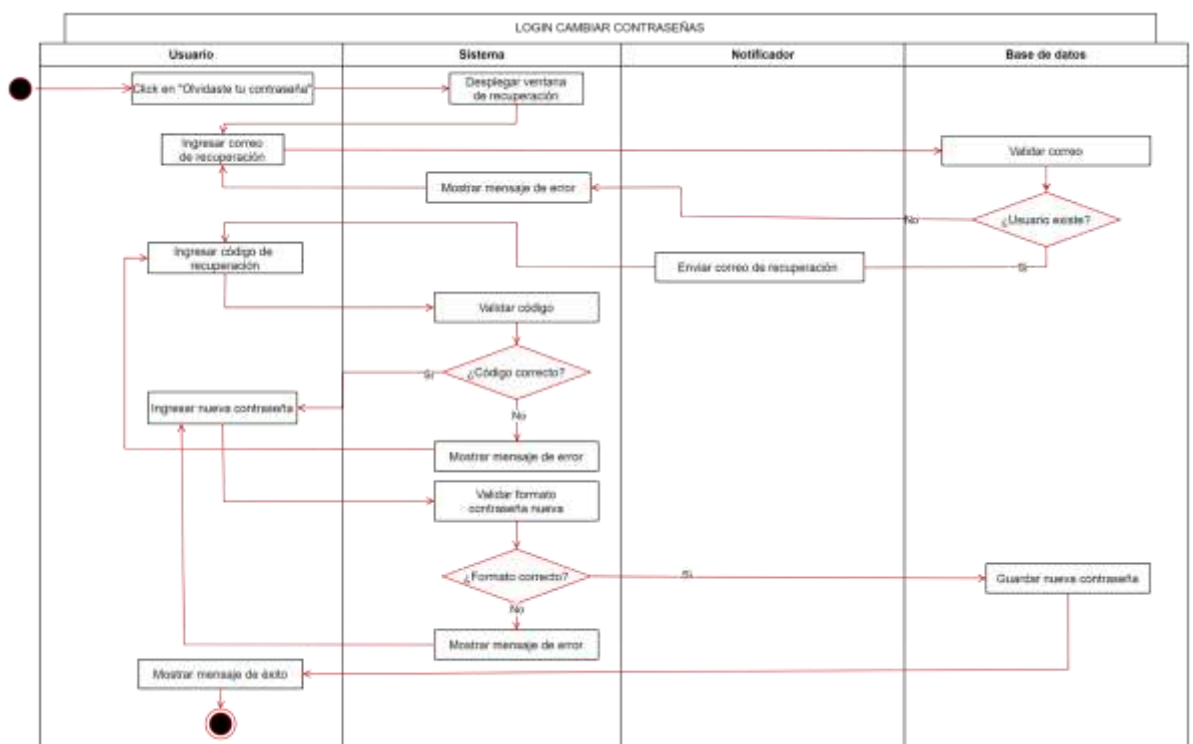 LOGIN CAMBIAR CONTRASEÑAS
Usuario
Sistema
Notificador
Base de datos
Click en "Olvidaste tu contraseña"
Desplegar ventana
de recuperación
Ingresar correo
de recuperación
Validar correo
Mostrar mensaje de error
No
¿Usuario existe?
Ingresar código de
recuperación
Enviar correo de recuperación
Si
Validar código
Si
¿Código correcto?
Ingresar nueva contraseña
No
Mostrar mensaje de error
Validar formato
contraseña nueva
¿Formato correcto?
Si
Guardar nueva contraseña
No
Mostrar mensaje de error
Mostrar mensaje de éxito